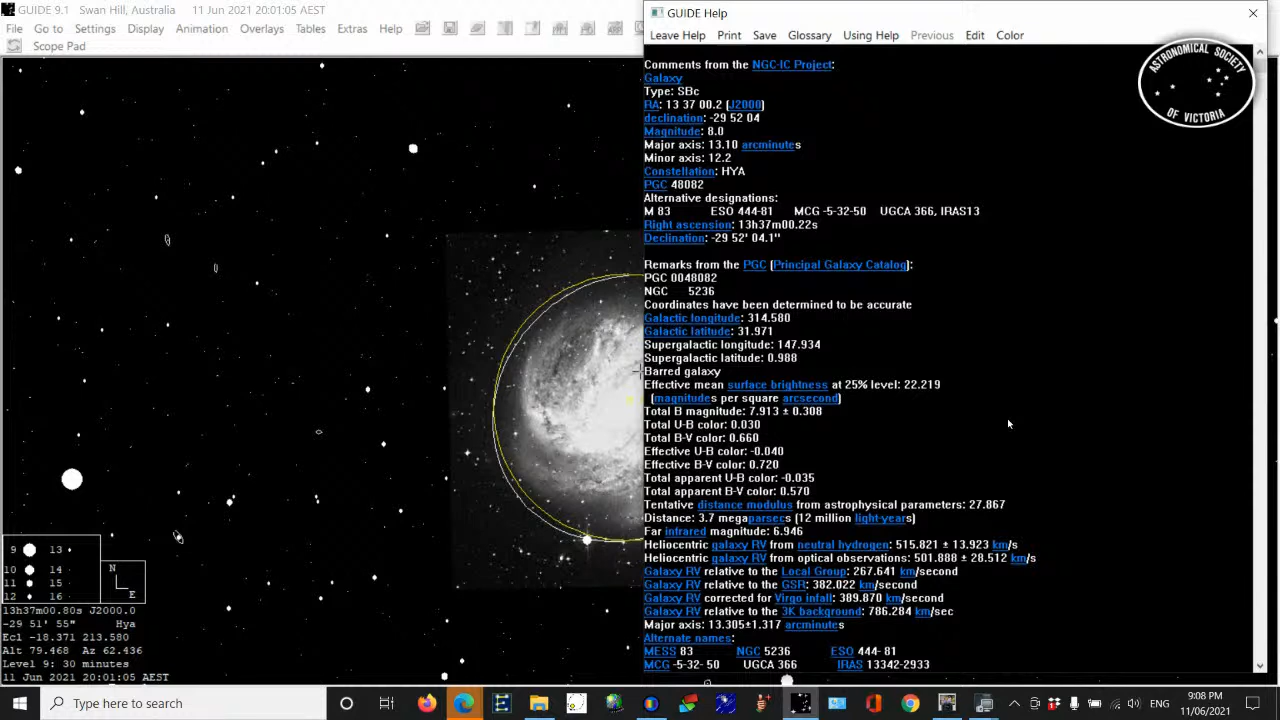 GUIDE 9.1 Swan Hill, Australia 11 Jun 2021 20:01:05 AEST
File Go to Settings Display Animation Overlays Tables Extras Help
Scope Pad
GUIDE Help
Leave Help Print Save Glossary Using Help Previous Edit Color
ASTRONOMICAL SOCIETY
OF VICTORIA
Comments from the NGC-IC Project:
Galaxy
Type: SBc
RA: 13 37 00.2 (J2000)
declination: -29 52 04
Magnitude: 8.0
Major axis: 13.10 arcminutes
Minor axis: 12.2
Constellation: HYA
PGC 48082
Alternative designations:
M 83 ESO 444-81 MCG -5-32-50 UGCA 366, IRAS13
Right ascension: 13h37m00.22s
Declination: -29 52' 04.1"
Remarks from the PGC (Principal Galaxy Catalog):
PGC 0048082
NGC 5236
Coordinates have been determined to be accurate
Galactic longitude: 314.580
Galactic latitude: 31.971
Supergalactic longitude: 147.934
Supergalactic latitude: 0.988
Barred galaxy
Effective mean surface brightness at 25% level: 22.219
(magnitudes per square arcsecond)
Total B magnitude: 7.913 ± 0.308
Total U-B color: 0.030
Total B-V color: 0.660
Effective U-B color: -0.040
Effective B-V color: 0.720
Total apparent U-B color: -0.035
Total apparent B-V color: 0.570
Tentative distance modulus from astrophysical parameters: 27.867
Distance: 3.7 megaparsecs (12 million light-years)
Far infrared magnitude: 6.946
Heliocentric galaxy RV from neutral hydrogen: 515.821 ± 13.923 km/s
Heliocentric galaxy RV from optical observations: 501.888 ± 28.512 km/s
Galaxy RV relative to the Local Group: 267.641 km/second
Galaxy RV relative to the GSR: 382.022 km/second
Galaxy RV corrected for Virgo infall: 389.870 km/second
Galaxy RV relative to the 3K background: 786.284 km/sec
Major axis: 13.305±1.317 arcminutes
Alternate names:
MESS 83 NGC 5236 ESO 444- 81
MCG -5-32- 50 UGCA 366 IRAS 13342-2933
9 13
10 14
11 15
12 16
N
E
13h37m00.80s J2000.0
-29 51' 55" Hya
Ecl -18.371 213.580
Alt 79.468 Az 62.436
Level 9: 30 minutes
11 Jun 2021 20:01:05 AEST
Type here to search
ENG
9:08 PM
11/06/2021